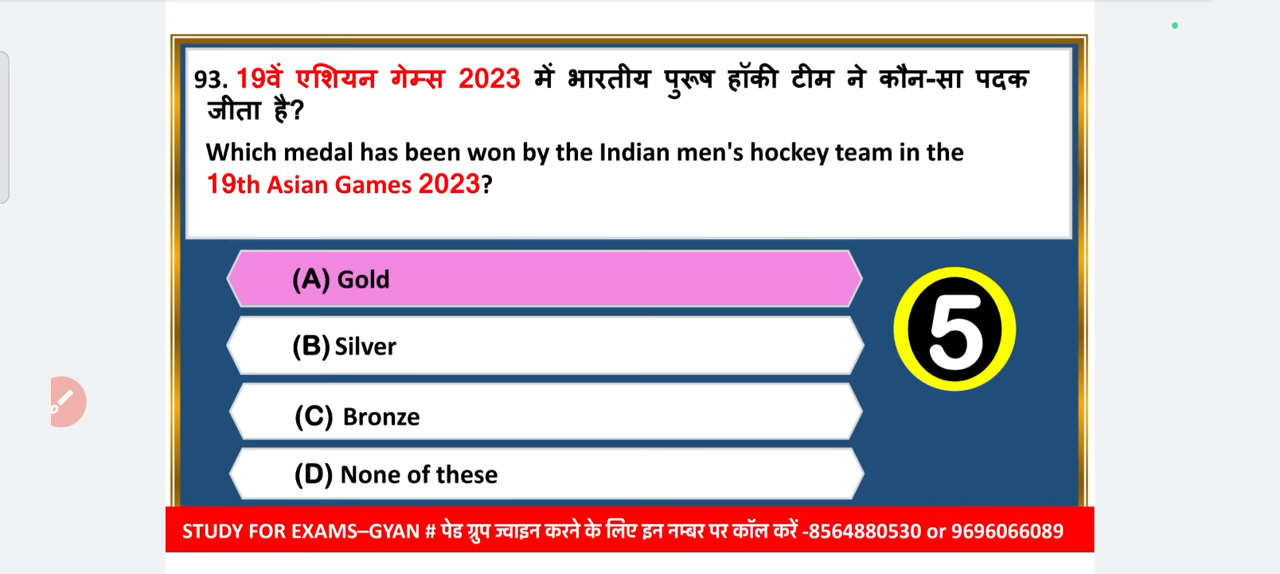 93. 19वें एशियन गेम्स 2023 में भारतीय पुरूष हॉकी टीम ने कौन-सा पदक
जीता है?
Which medal has been won by the Indian men's hockey team in the
19th Asian Games 2023?
(A) Gold
5
(B) Silver
(C) Bronze
(D) None of these
STUDY FOR EXAMS–GYAN # पेड ग्रुप ज्वाइन करने के लिए इन नम्बर पर कॉल करें -8564880530 or 9696066089